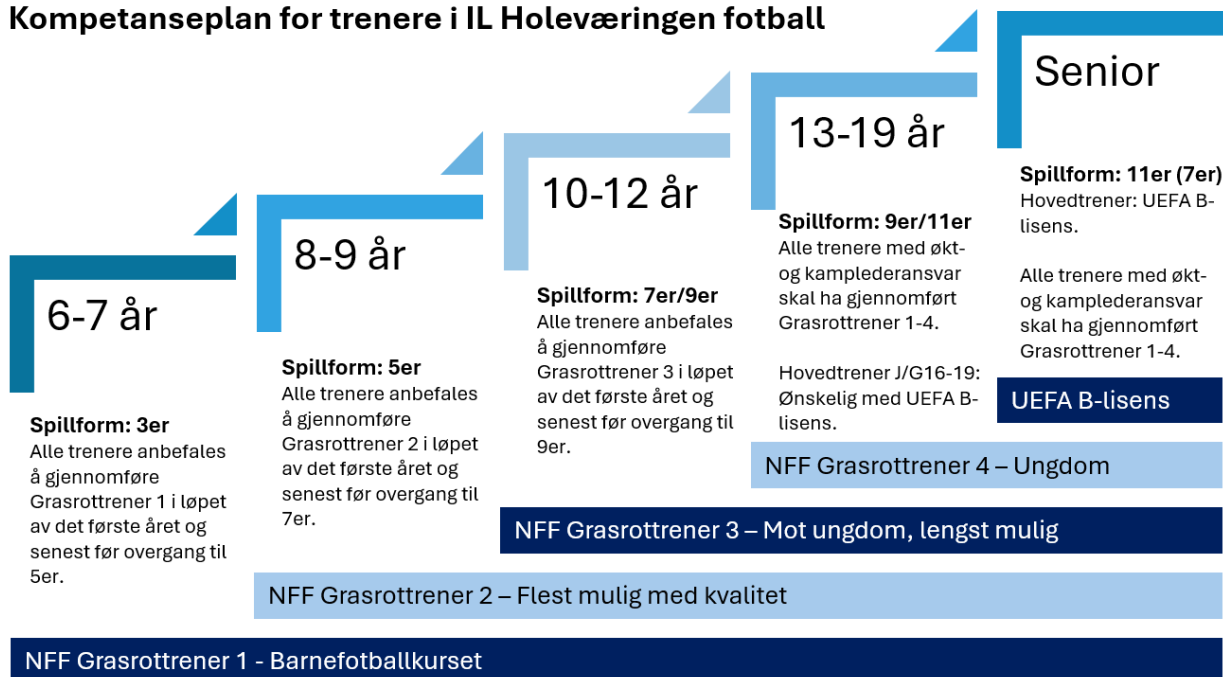 Kompetanseplan for trenere i IL Holeværingen fotball
6-7 år
Spillform: 3er
Alle trenere anbefales
å gjennomføre
Grasrottrener 1 i løpet
av det første året og
senest før overgang til
5er.
8-9 år
Spillform: 5er
Alle trenere anbefales
å gjennomføre
Grasrottrener 2 i løpet
av det første året og
senest før overgang til
7er.
10-12 år
Spillform: 7er/9er
Alle trenere anbefales
å gjennomføre
Grasrottrener 3 i løpet
av det første året og
senest før overgang til
9er.
13-19 år
Spillform: 9er/11er
Alle trenere med økt-
og kamplederansvar
skal ha gjennomført
Grasrottrener 1-4.
Hovedtrener J/G16-19:
Ønskelig med UEFA B-
lisens.
Senior
Spillform: 11er (7er)
Hovedtrener: UEFA B-
lisens.
Alle trenere med økt-
og kamplederansvar
skal ha gjennomført
Grasrottrener 1-4.
UEFA B-lisens
NFF Grasrottrener 4 – Ungdom
NFF Grasrottrener 3 – Mot ungdom, lengst mulig
NFF Grasrottrener 2 – Flest mulig med kvalitet
NFF Grasrottrener 1 - Barnefotballkurset